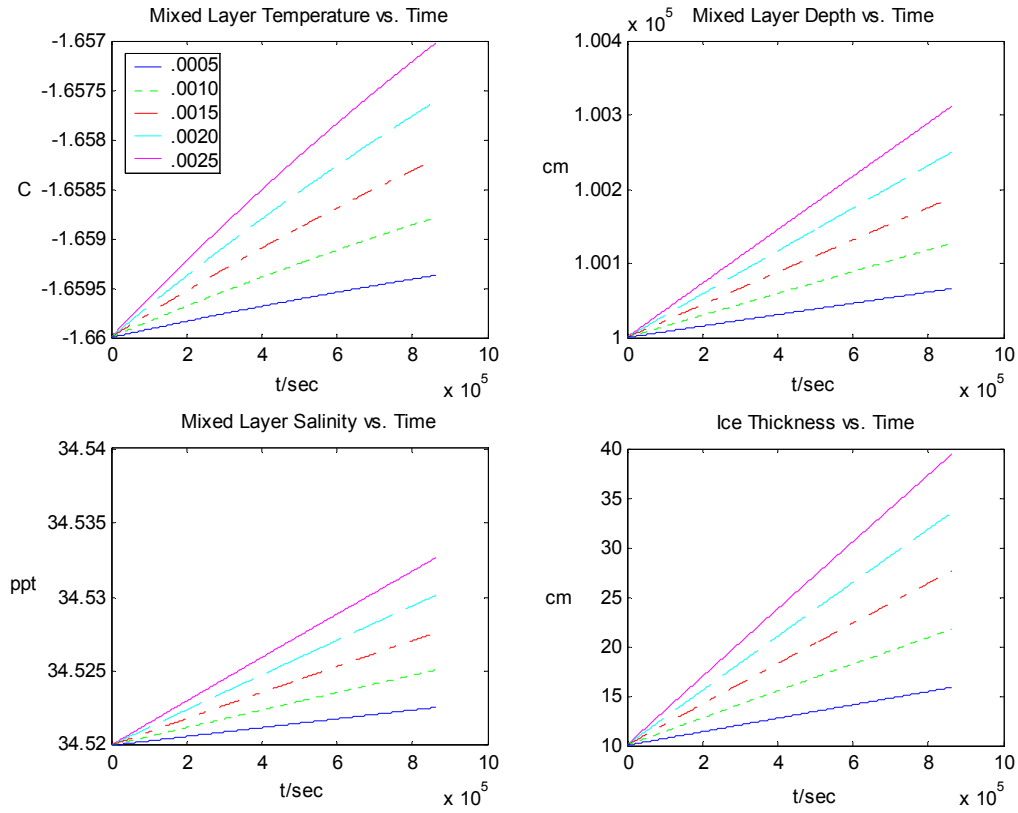 Mixed Layer Temperature vs. Time
-1.657
-1.6575
-1.658
-1.6585
-1.659
-1.6595
-1.66
C
.0005
.0010
.0015
.0020
.0025
0 2 4 6 8 10
t/sec
x 10^5
Mixed Layer Depth vs. Time
x 10^5
1.004
1.003
1.002
1.001
1
cm
0 2 4 6 8 10
t/sec
x 10^5
Mixed Layer Salinity vs. Time
34.54
34.535
34.53
34.525
34.52
ppt
0 2 4 6 8 10
t/sec
x 10^5
Ice Thickness vs. Time
40
35
30
25
20
15
10
cm
0 2 4 6 8 10
t/sec
x 10^5